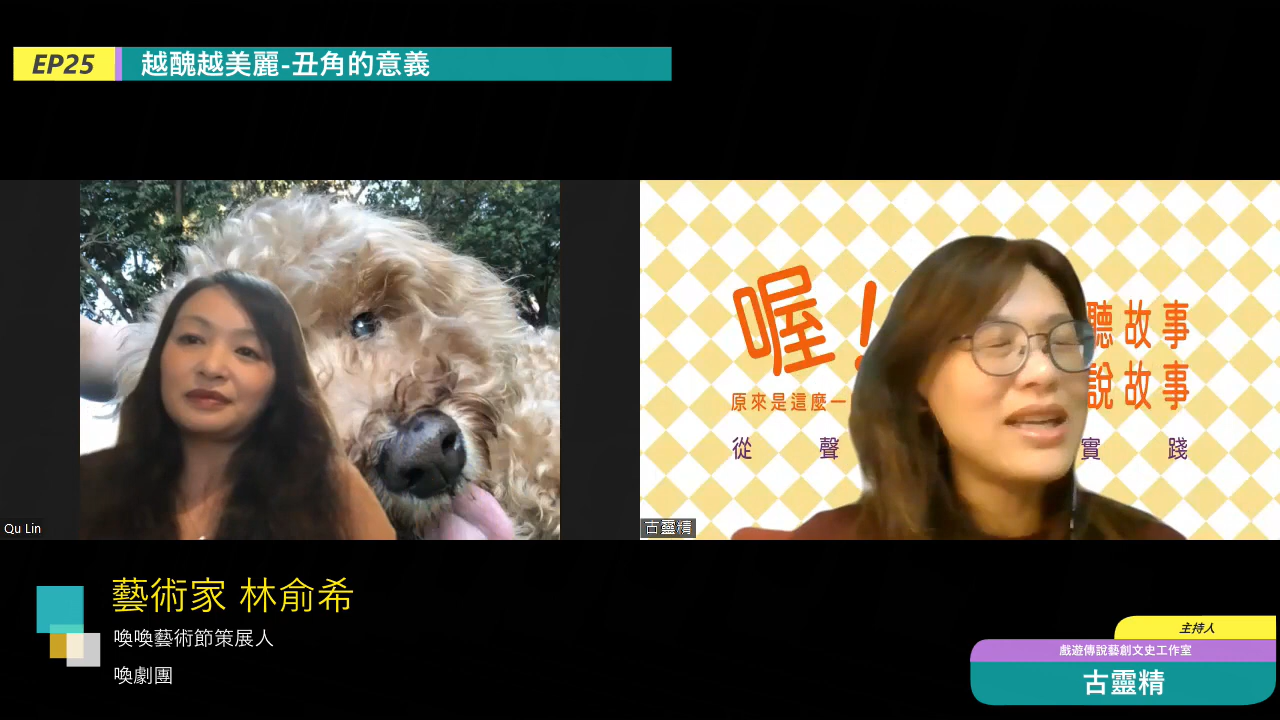 EP25 越醜越美麗-丑角的意義
喔！
聽故事
說故事
原來是這麼一
從 聲 實 踐
Qu Lin
古靈精
藝術家 林俞希
喚喚藝術節策展人
喚劇團
主持人
戲遊傳說藝創文史工作室
古靈精